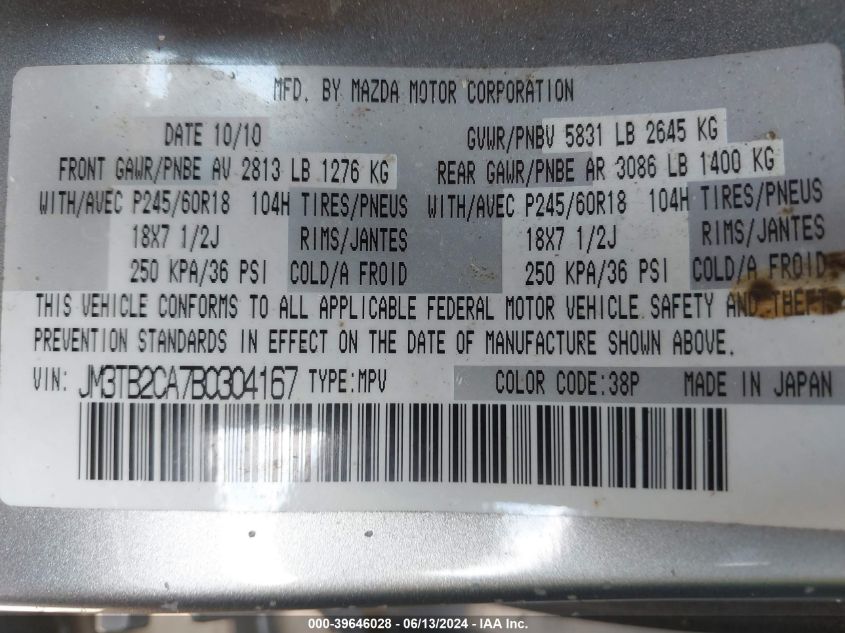 MFD. BY MAZDA MOTOR CORPORATION
DATE 10/10 GVWR/PNBV 5831 LB 2645 KG
FRONT GAWR/PNBE AV 2813 LB 1276 KG REAR GAWR/PNBE AR 3086 LB 1400 KG
WITH/AVEC P245/60R18 104H TIRES/PNEUS WITH/AVEC P245/60R18 104H TIRES/PNEUS
18X7 1/2J RIMS/JANTES 18X7 1/2J RIMS/JANTES
250 KPA/36 PSI COLD/A FROID 250 KPA/36 PSI COLD/A FROID
THIS VEHICLE CONFORMS TO ALL APPLICABLE FEDERAL MOTOR VEHICLE SAFETY AND THEFT
PREVENTION STANDARDS IN EFFECT ON THE DATE OF MANUFACTURE SHOWN ABOVE.
VIN: JM3TB2CA7B0304167 TYPE:MPV COLOR CODE:38P MADE IN JAPAN
000-39646028 - 06/13/2024 - IAA Inc.